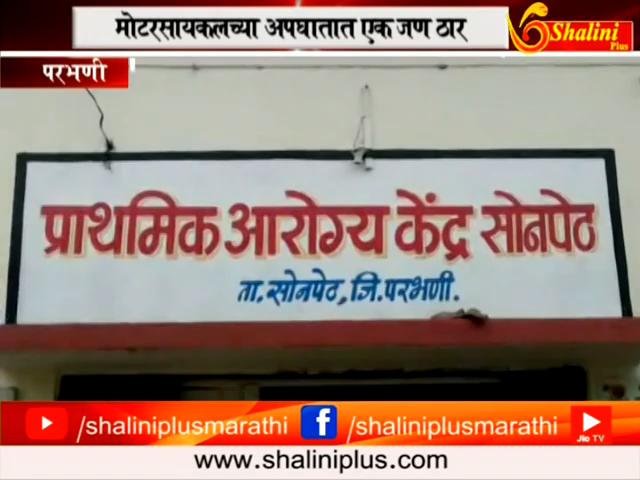 मोटरसायकलच्या अपघातात एक जण ठार
Shalini
Plus
परभणी
प्राथमिक आरोग्य केंद्र सोनपेठ
ता. सोनपेठ, जि. परभणी.
/shaliniplusmarathi
/shaliniplusmarathi
Jio TV
www.shaliniplus.com